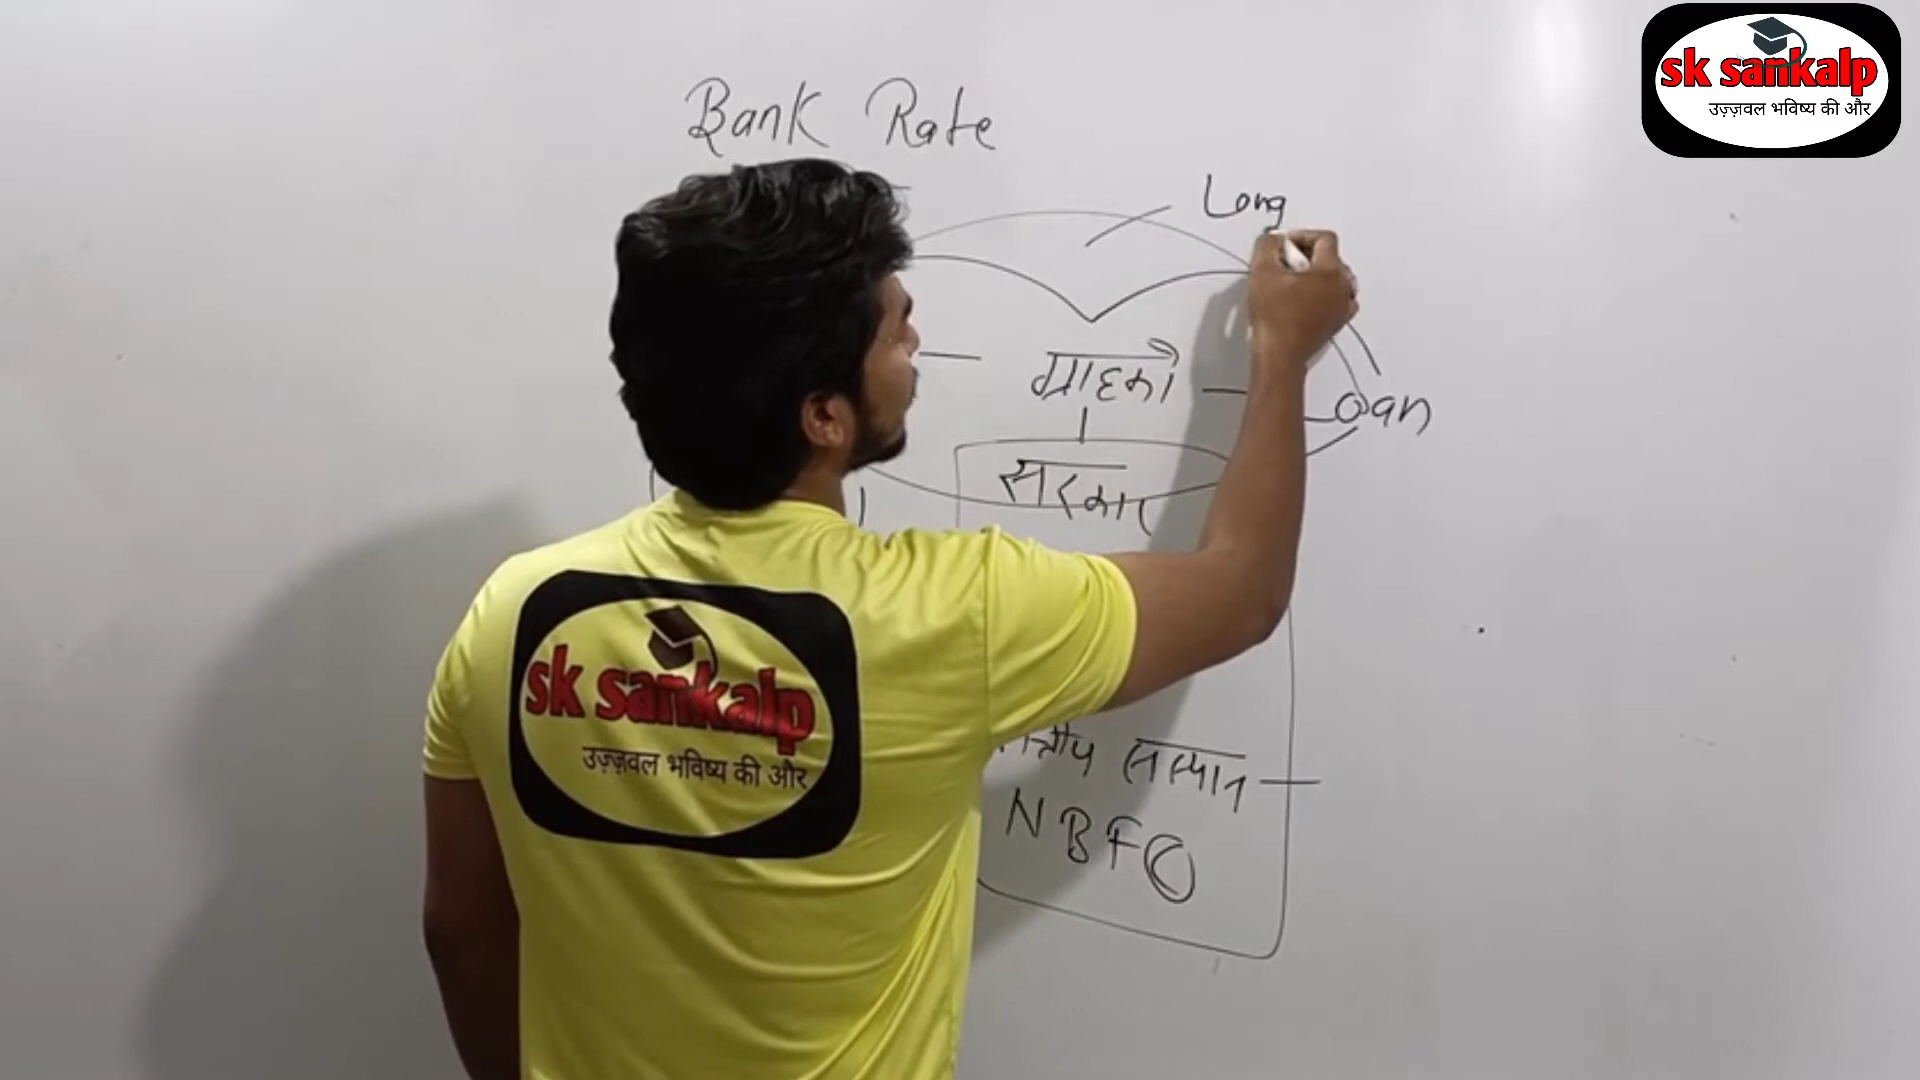 Bank Rate
sk sankalp
उज़्ज़वल भविष्य की और
Long
ग्राहको
Loan
सरकार
sk sankalp
उज़्ज़वल भविष्य की और
NBFC